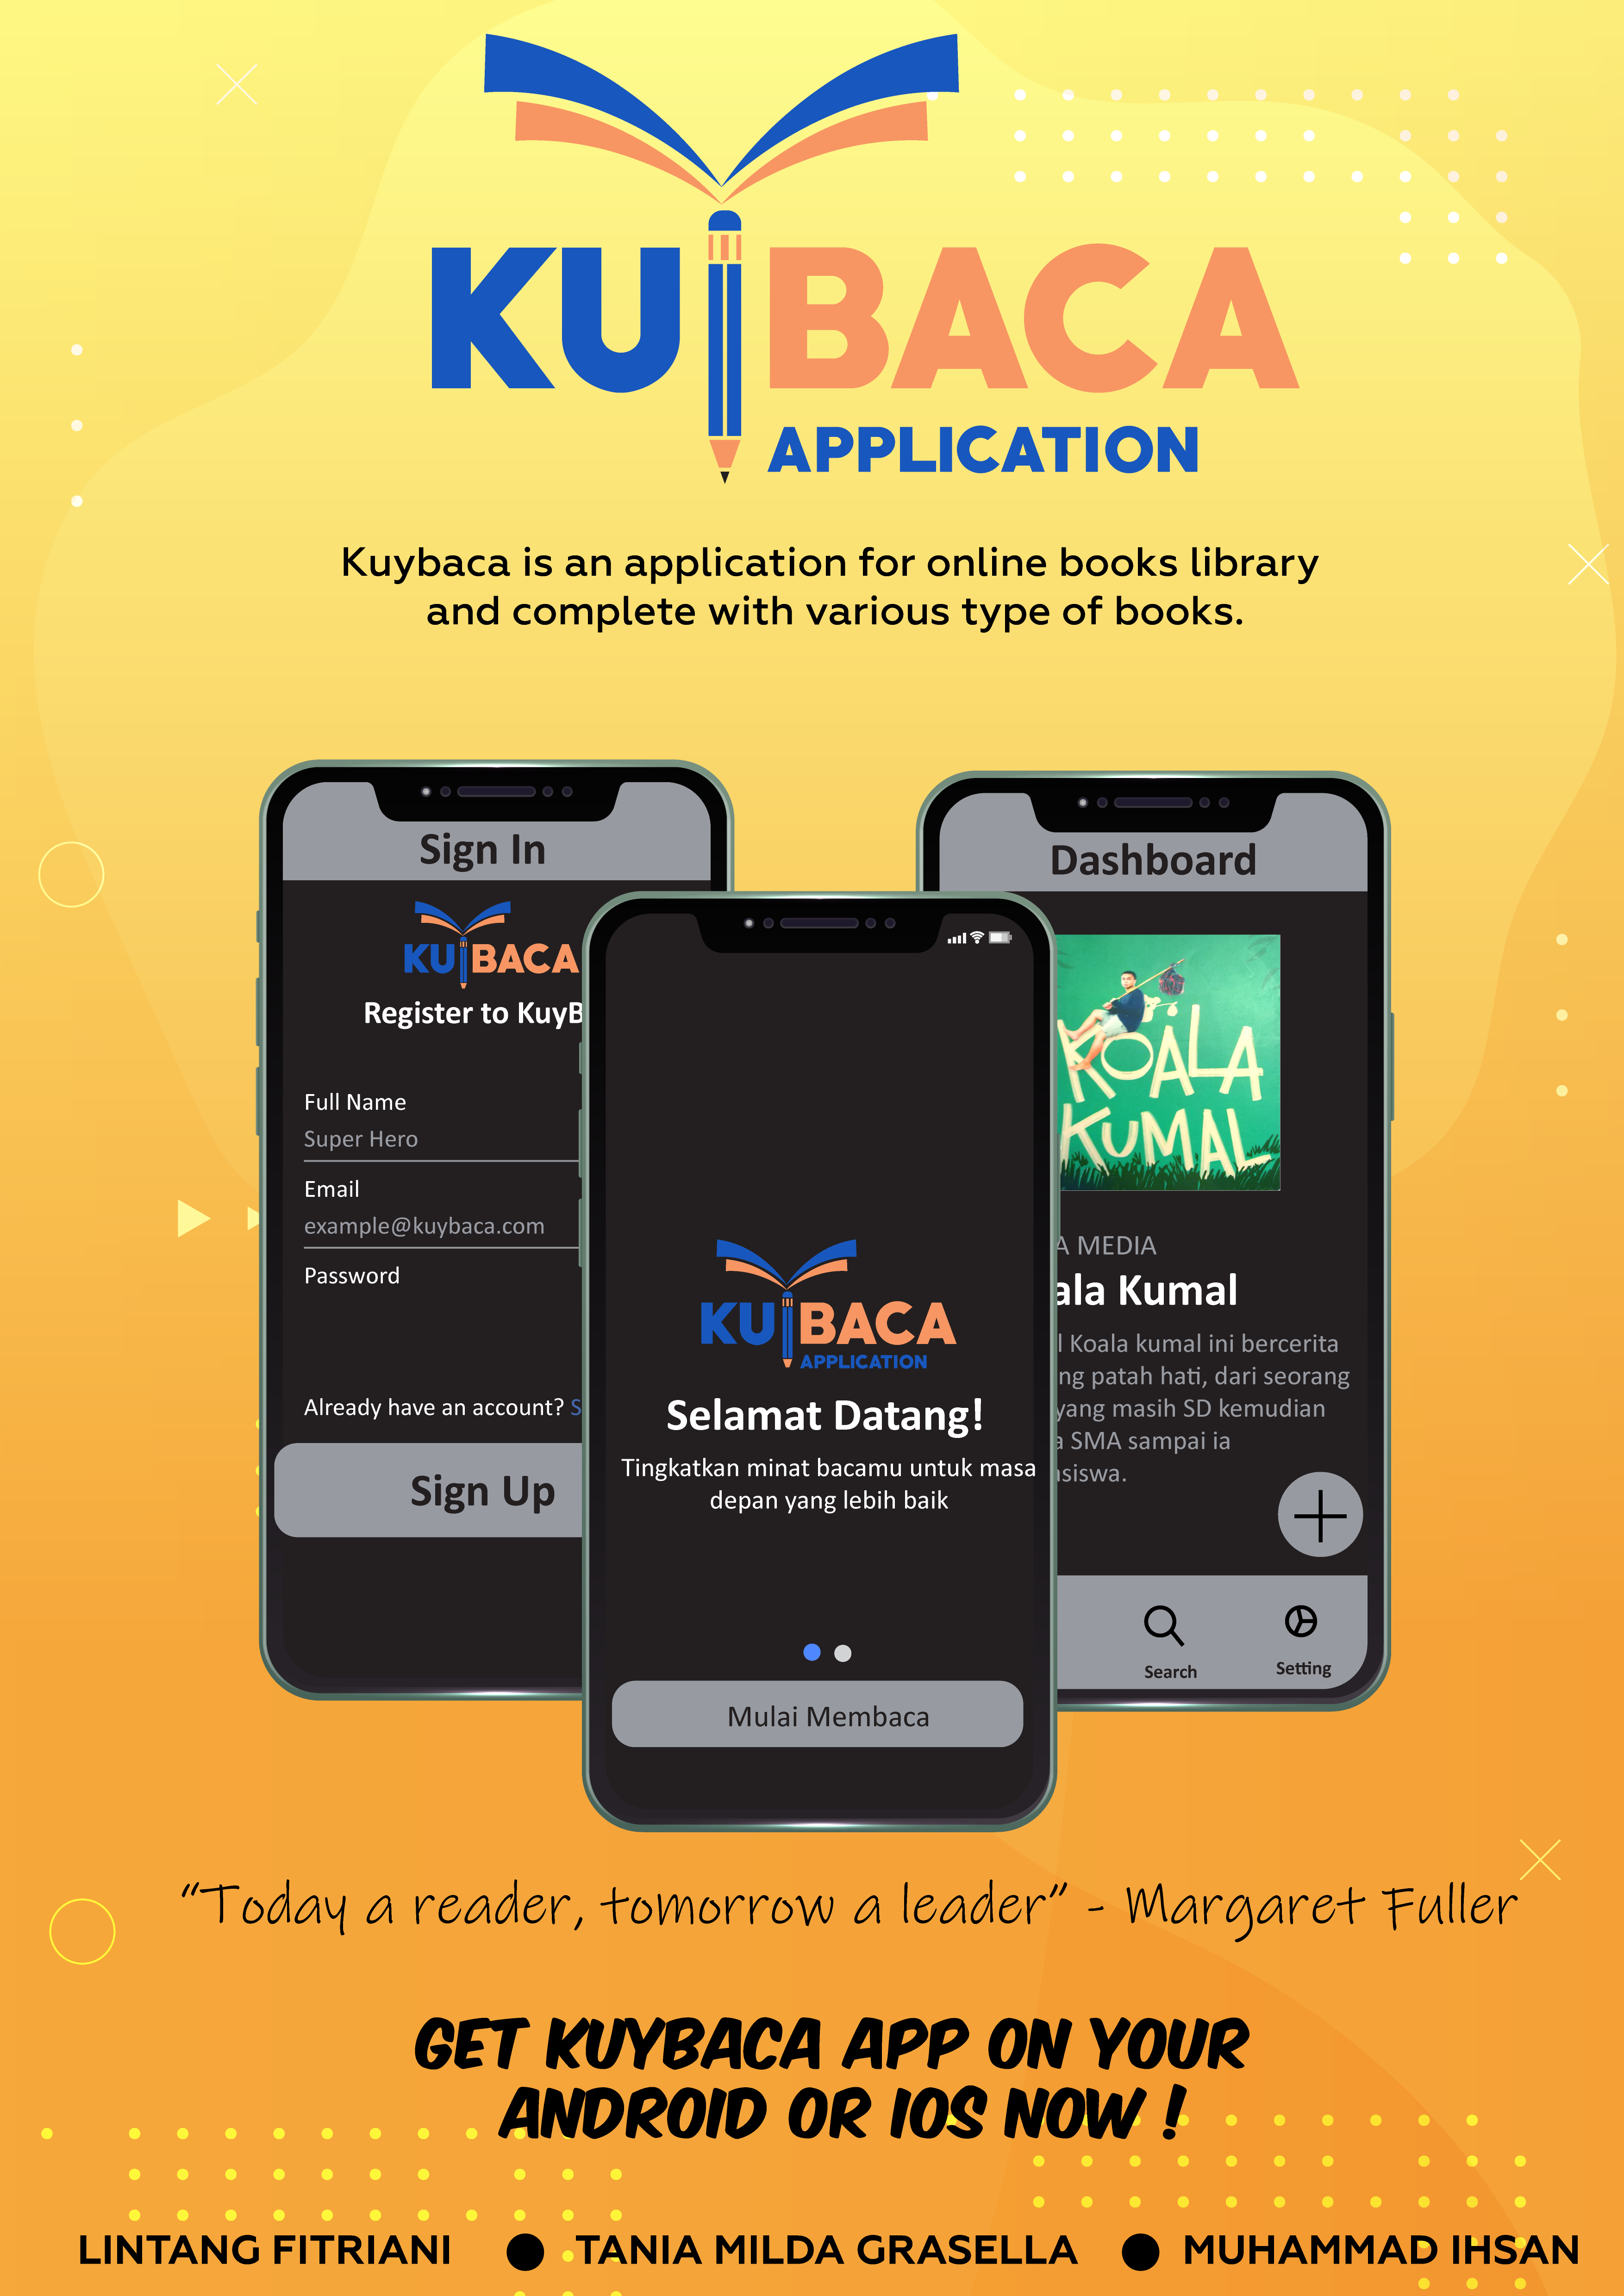 KUYBACA
APPLICATION
Kuybaca is an application for online books library
and complete with various type of books.
Sign In
KUYBACA
Register to KuyB
Full Name
Super Hero
Email
example@kuybaca.com
Password
Already have an account? S
Sign Up
KUYBACA
APPLICATION
Selamat Datang!
Tingkatkan minat bacamu untuk masa
depan yang lebih baik
Mulai Membaca
Dashboard
KOALA
KUMAL
A MEDIA
ala Kumal
l Koala kumal ini bercerita
ng patah hati, dari seorang
yang masih SD kemudian
a SMA sampai ia
siswa.
Search
Setting
“Today a reader, tomorrow a leader” - Margaret Fuller
GET KUYBACA APP ON YOUR
ANDROID OR IOS NOW !
LINTANG FITRIANI ● TANIA MILDA GRASELLA ● MUHAMMAD IHSAN